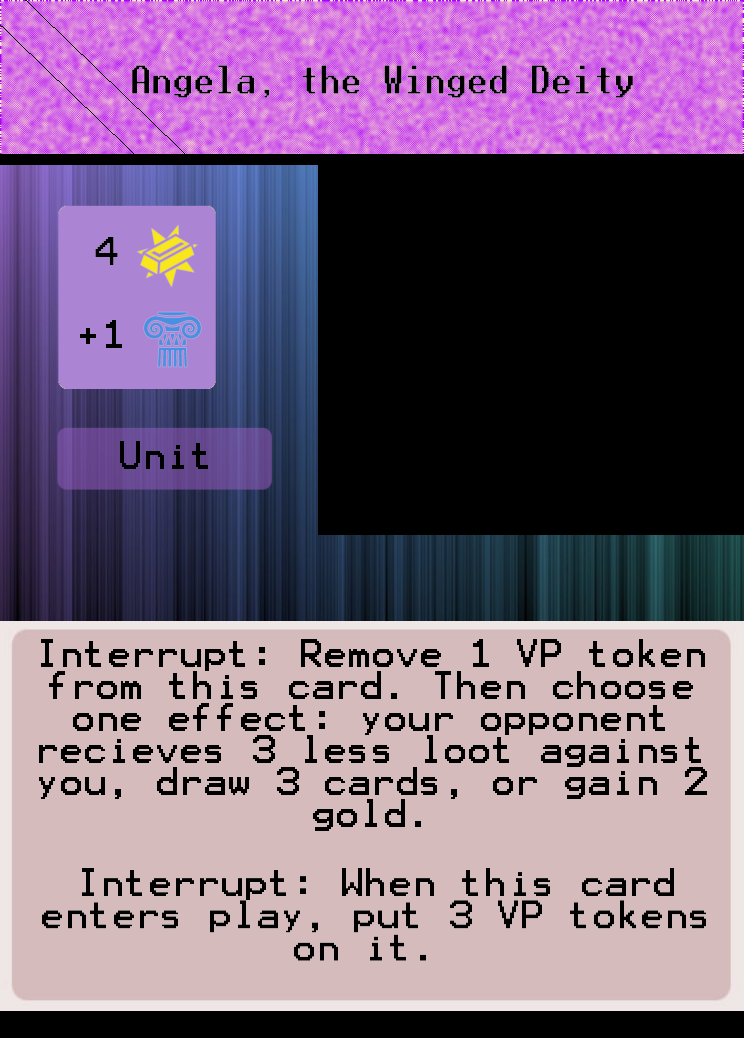 Angela, the Winged Deity
4
+1
Unit
Interrupt: Remove 1 VP token
from this card. Then choose
one effect: your opponent
recieves 3 less loot against
you, draw 3 cards, or gain 2
gold.
Interrupt: When this card
enters play, put 3 VP tokens
on it.